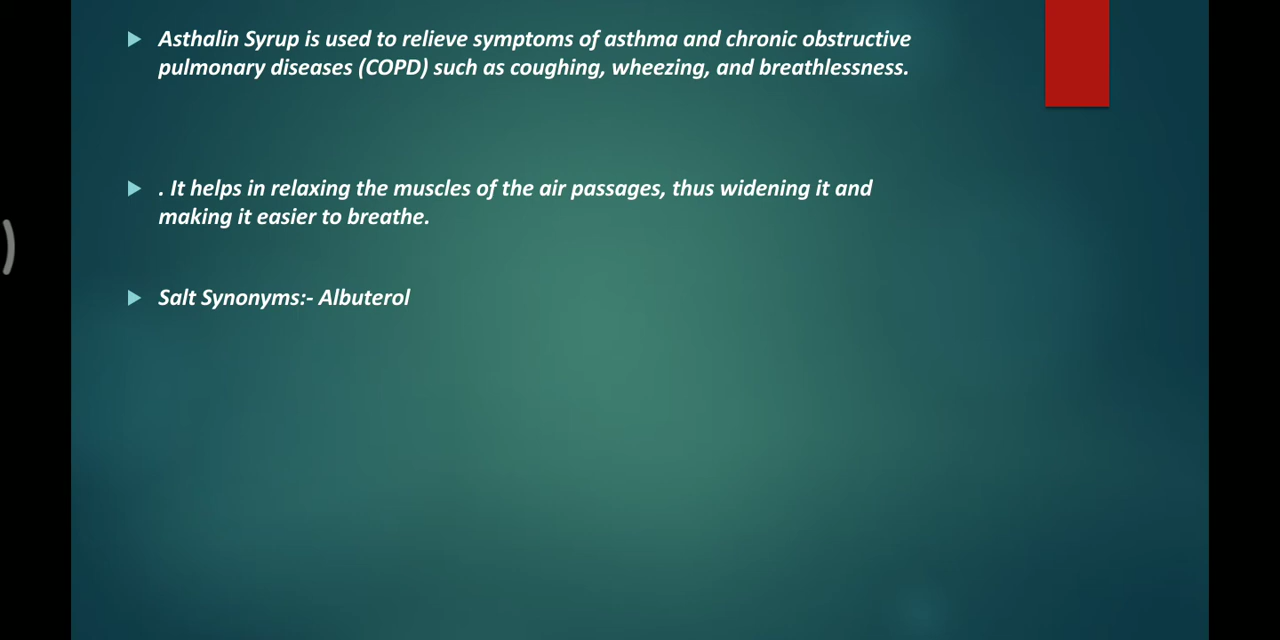 Asthalin Syrup is used to relieve symptoms of asthma and chronic obstructive
pulmonary diseases (COPD) such as coughing, wheezing, and breathlessness.
. It helps in relaxing the muscles of the air passages, thus widening it and
making it easier to breathe.
Salt Synonyms:- Albuterol